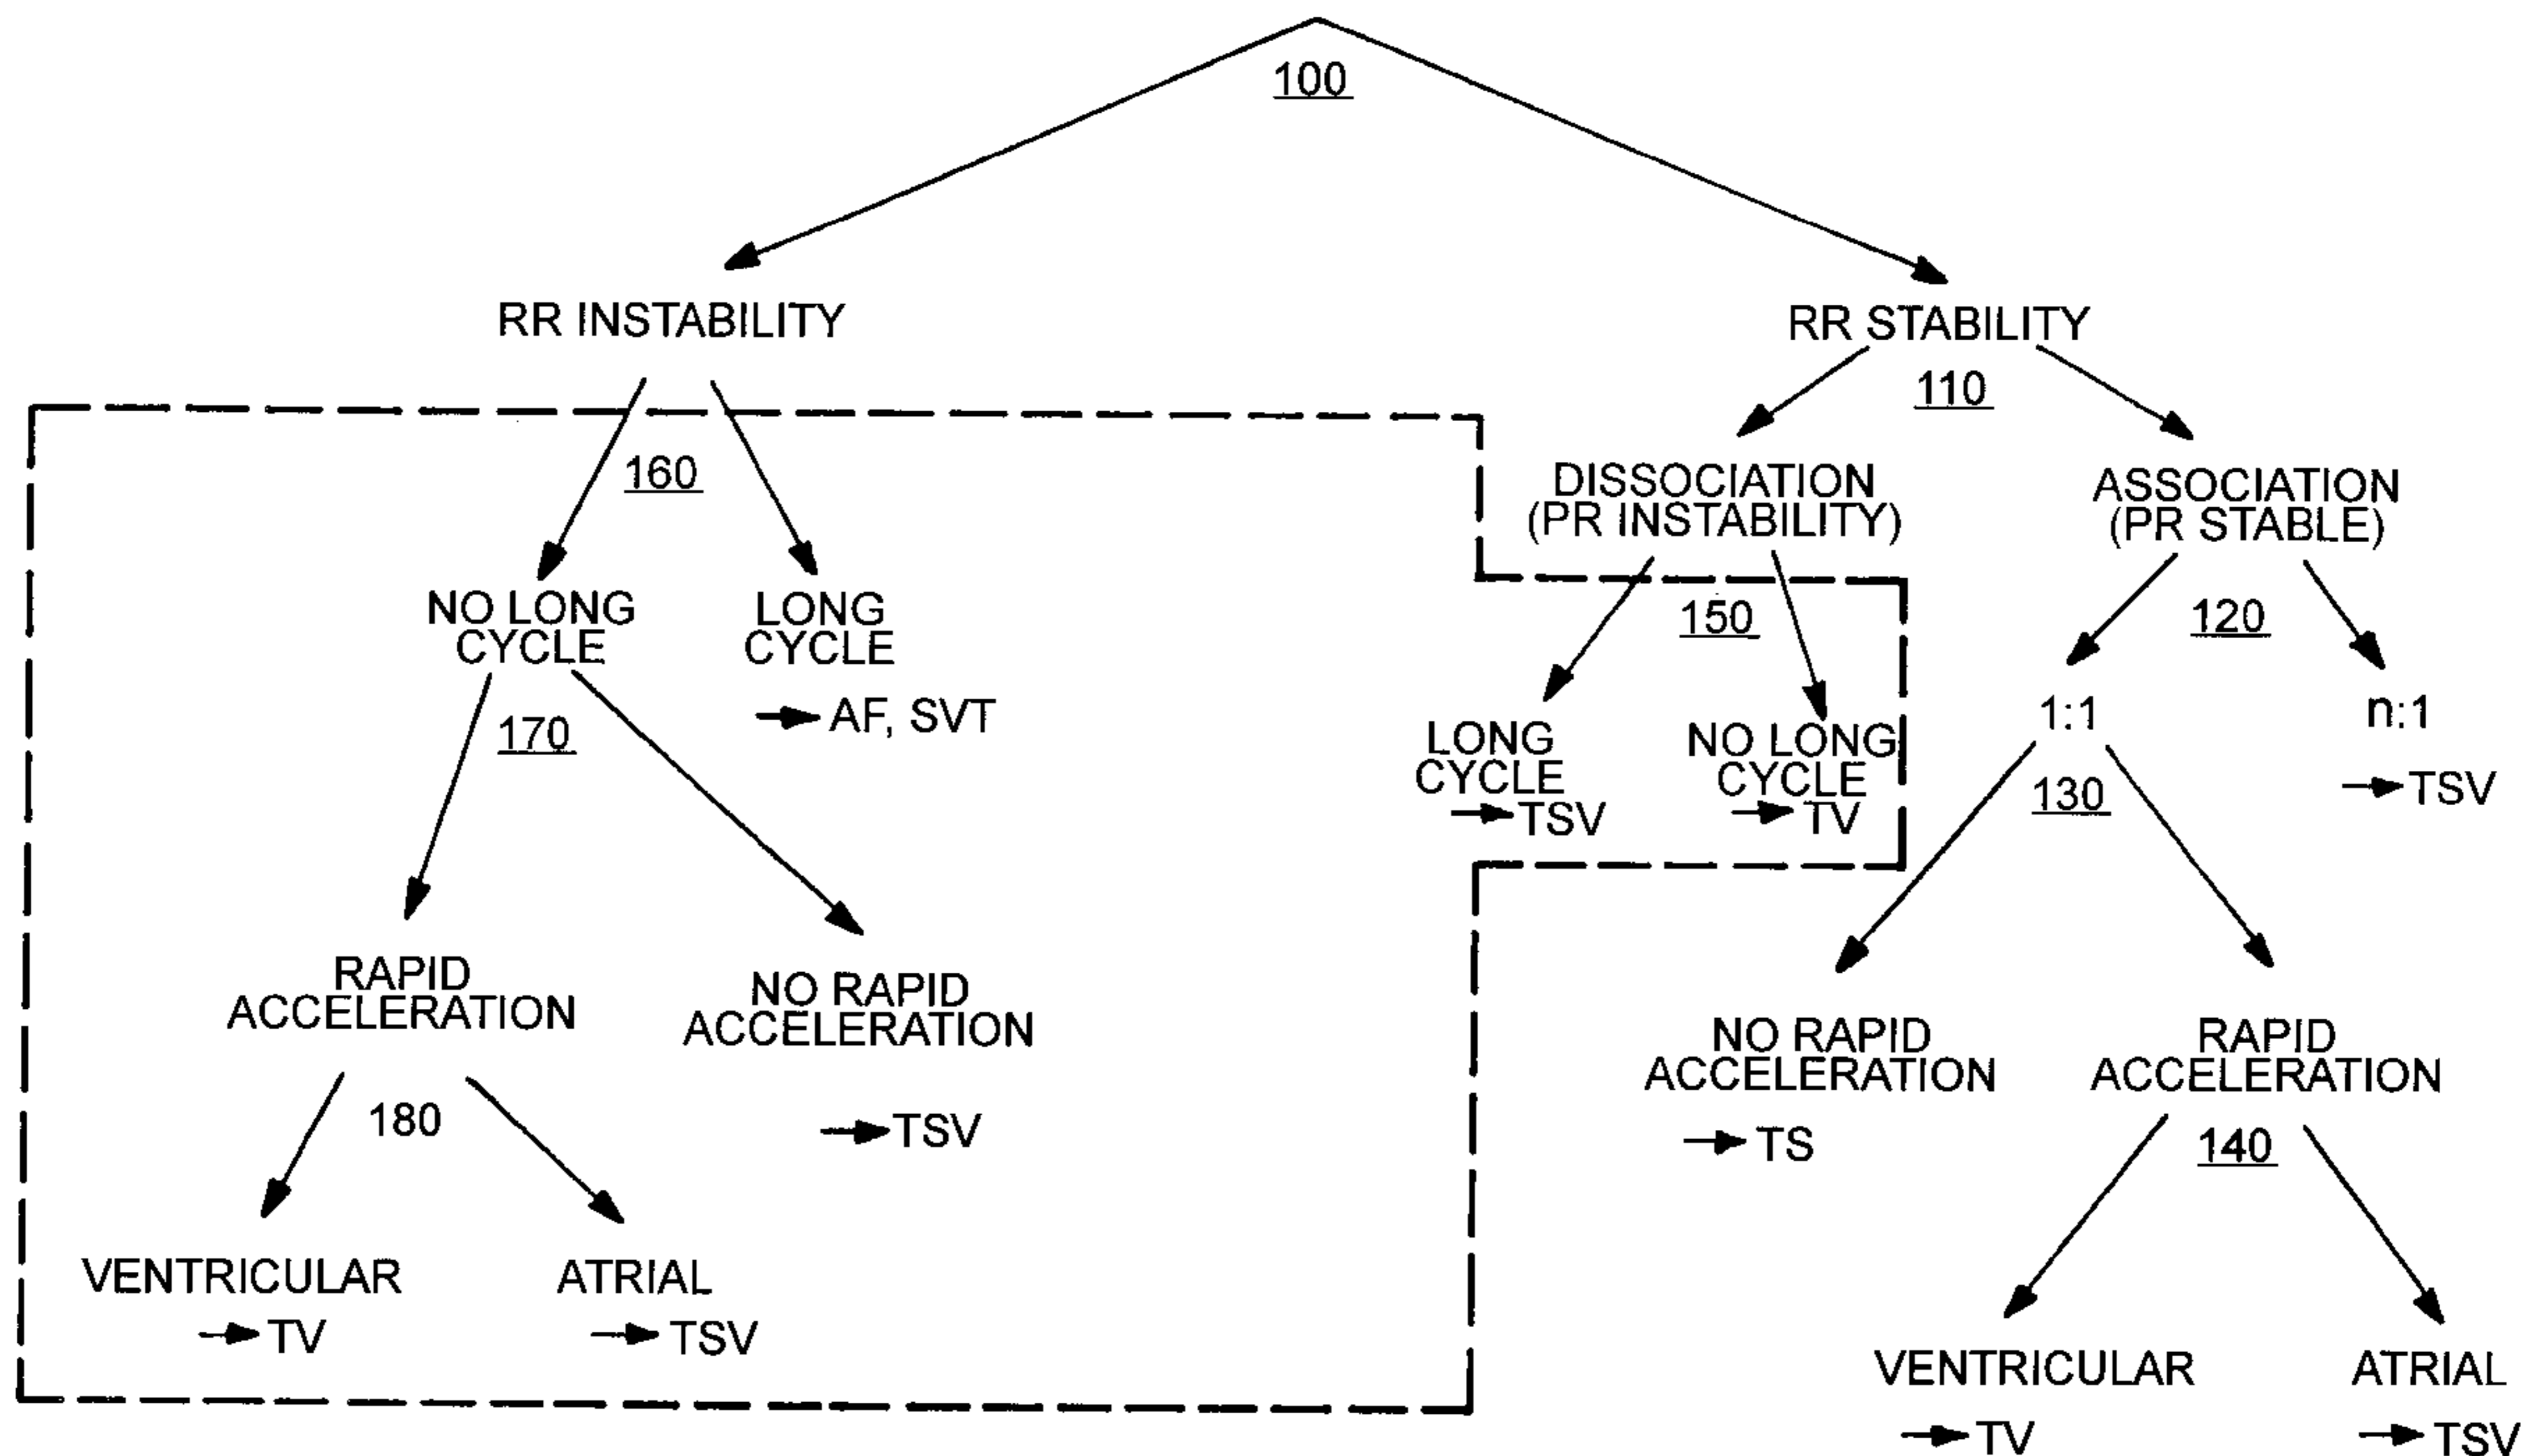 100
RR INSTABILITY
RR STABILITY
110
160
DISSOCIATION
(PR INSTABILITY)
ASSOCIATION
(PR STABLE)
NO LONG
CYCLE
LONG
CYCLE
→ AF, SVT
150
120
170
LONG
CYCLE
→ TSV
NO LONG
CYCLE
→ TV
1:1
n:1
→ TSV
130
RAPID
ACCELERATION
NO RAPID
ACCELERATION
→ TSV
NO RAPID
ACCELERATION
→ TS
RAPID
ACCELERATION
180
140
VENTRICULAR
→ TV
ATRIAL
→ TSV
VENTRICULAR
→ TV
ATRIAL
→ TSV